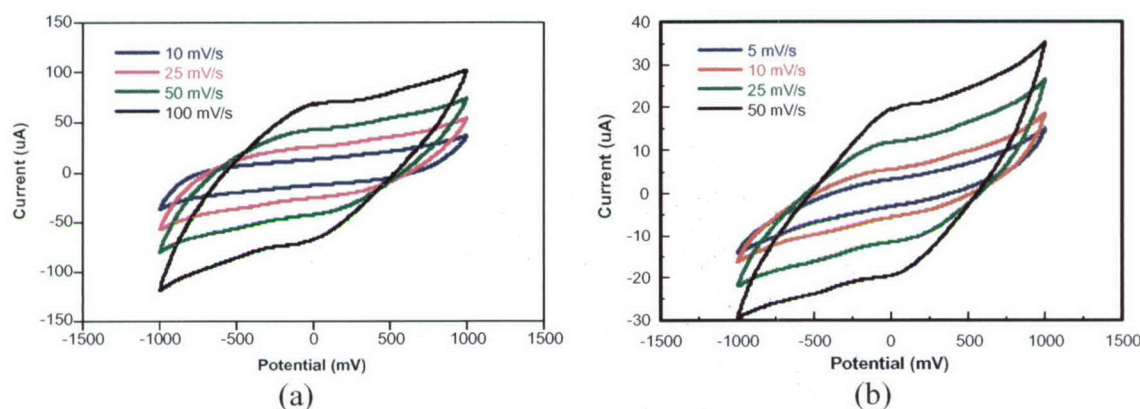 150
100
50
0
-50
-100
-150
Current (uA)
10 mV/s
25 mV/s
50 mV/s
100 mV/s
-1500
-1000
-500
0
500
1000
1500
Potential (mV)
(a)
40
30
20
10
0
-10
-20
-30
Current (uA)
5 mV/s
10 mV/s
25 mV/s
50 mV/s
-1500
-1000
-500
0
500
1000
1500
Potential (mV)
(b)